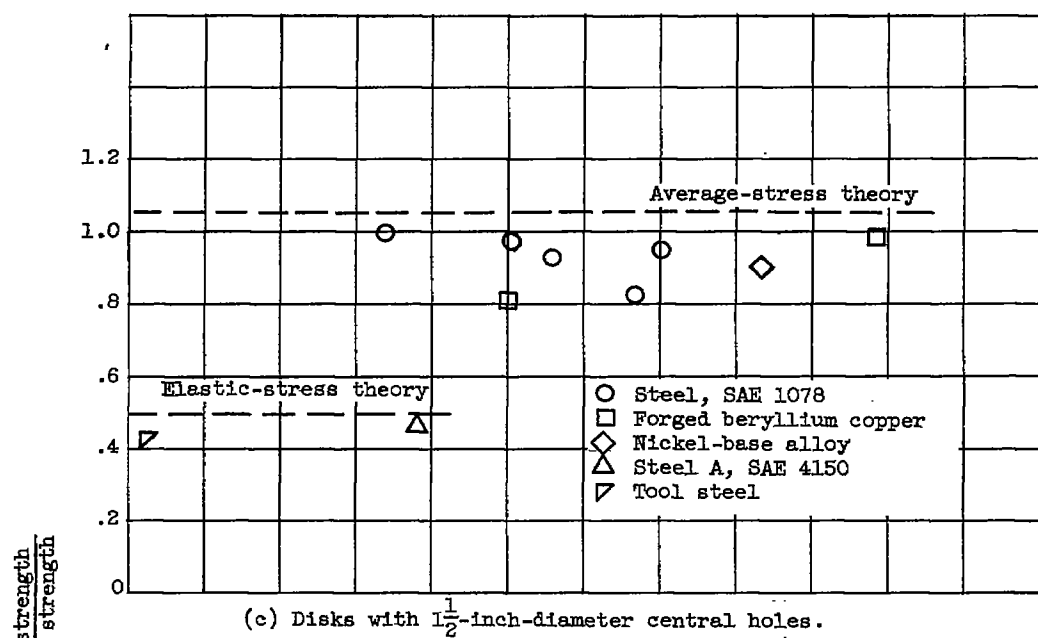 1.2
Average-stress theory
1.0
.8
.6
Elastic-stress theory
Steel, SAE 1078
Forged beryllium copper
.4
Nickel-base alloy
Steel A, SAE 4150
.2
Tool steel
0
strength
strength
(c) Disks with 1 1/2-inch-diameter central holes.